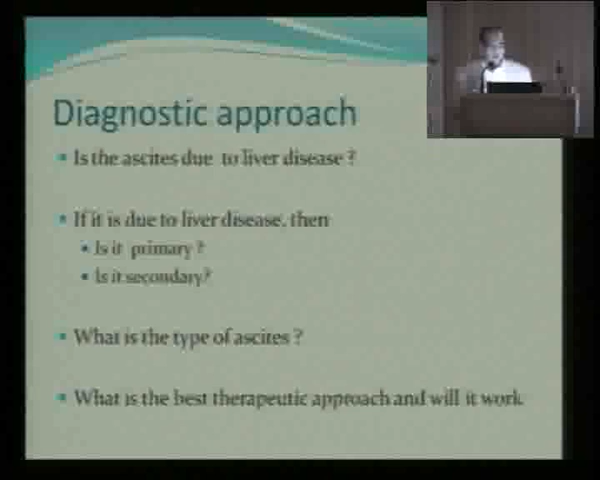 Diagnostic approach
Is the ascites due to liver disease ?
If it is due to liver disease, then
Is it primary ?
Is it secondary?
What is the type of ascites ?
What is the best therapeutic approach and will it work